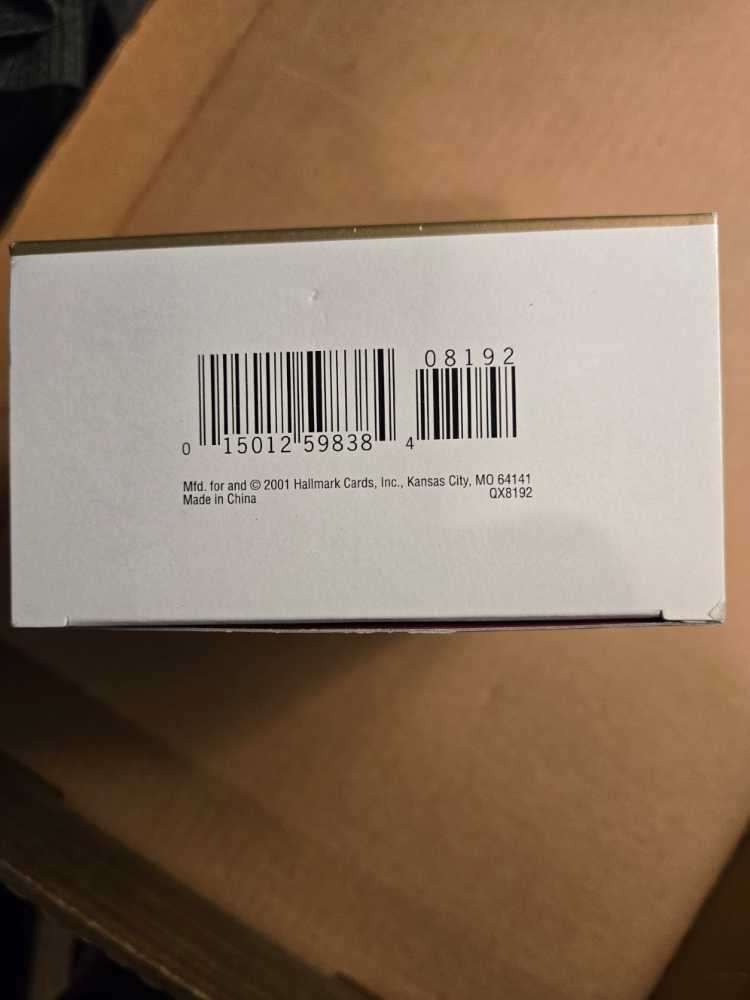 08192
0 15012 59838 4
Mfd. for and © 2001 Hallmark Cards, Inc., Kansas City, MO 64141
Made in China QX8192